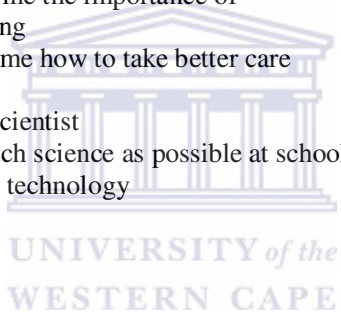 me the importance of
ng
me how to take better care
cientist
ch science as possible at school
technology
UNIVERSITY of the
WESTERN CAPE